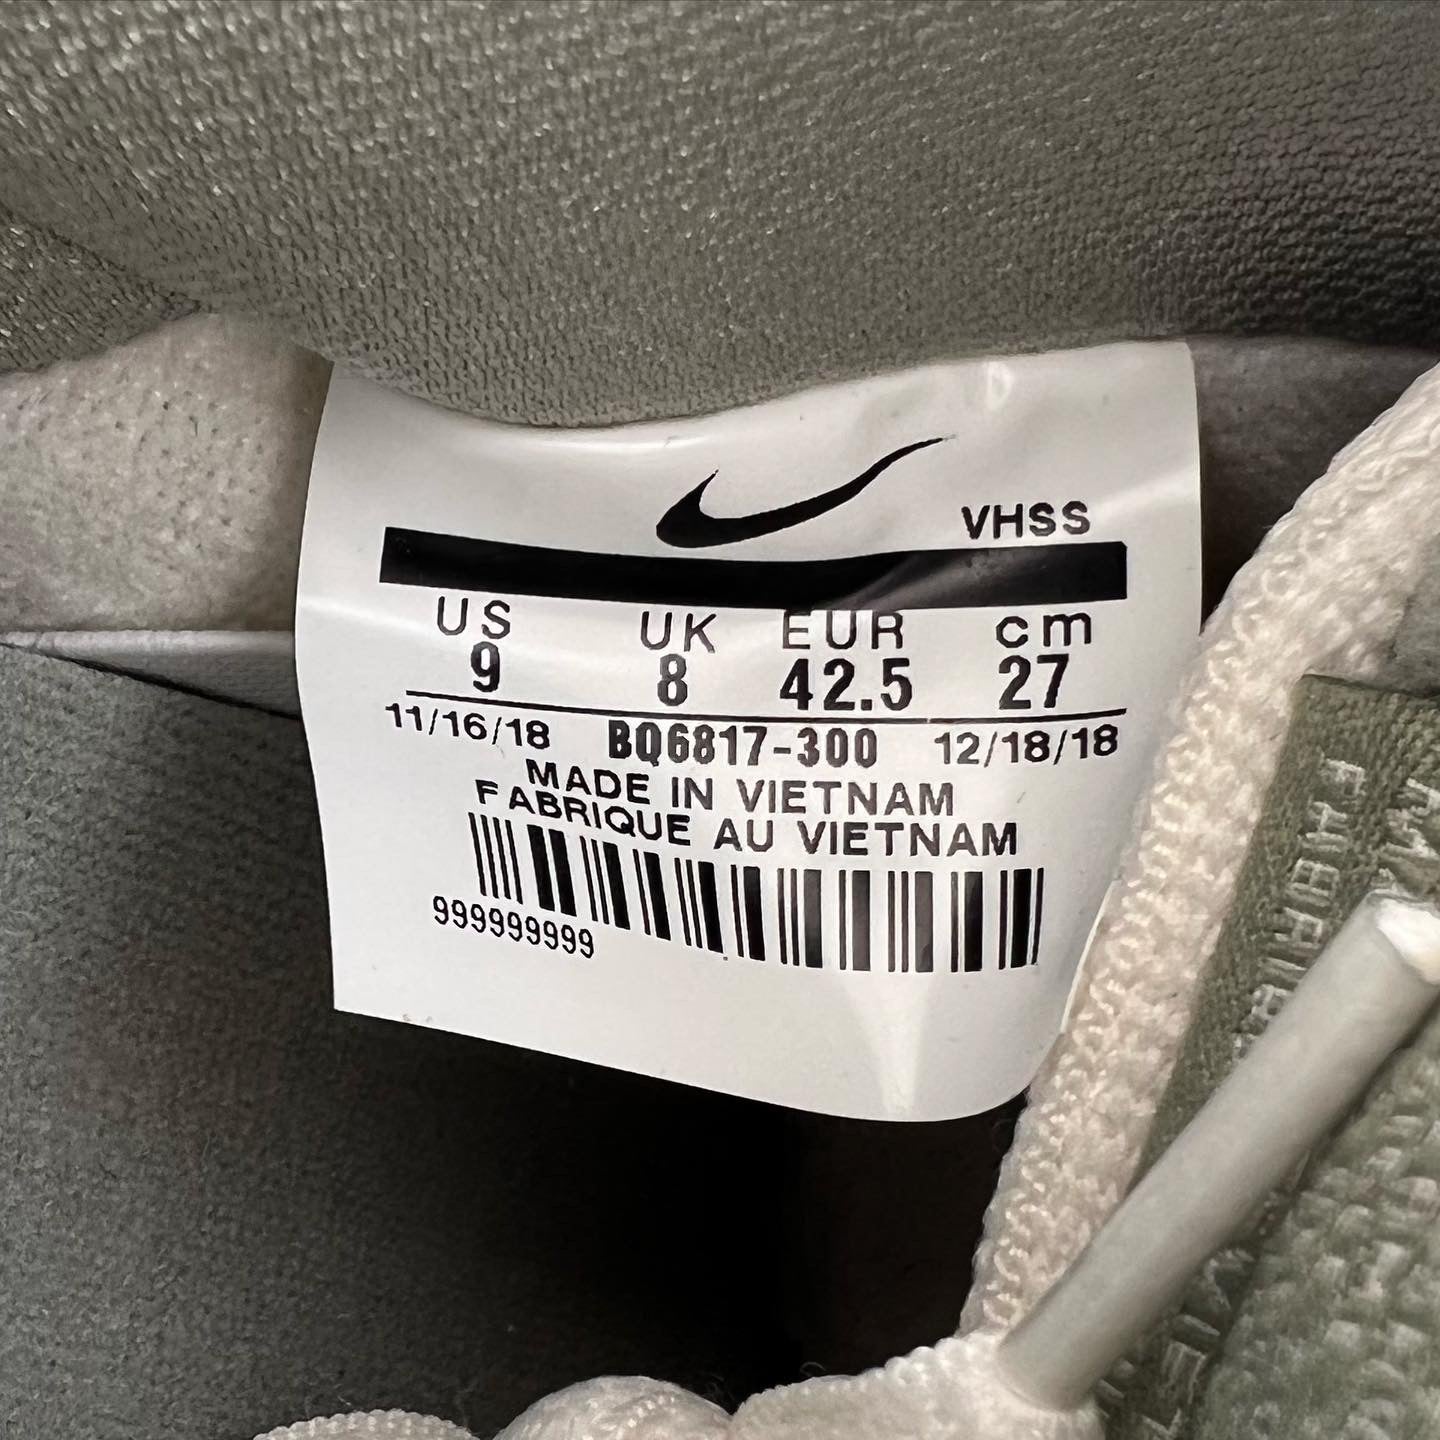 VHSS
US UK EUR cm
9 8 42.5 27
11/16/18 BQ6817-300 12/18/18
MADE IN VIETNAM
FABRIQUE AU VIETNAM
999999999